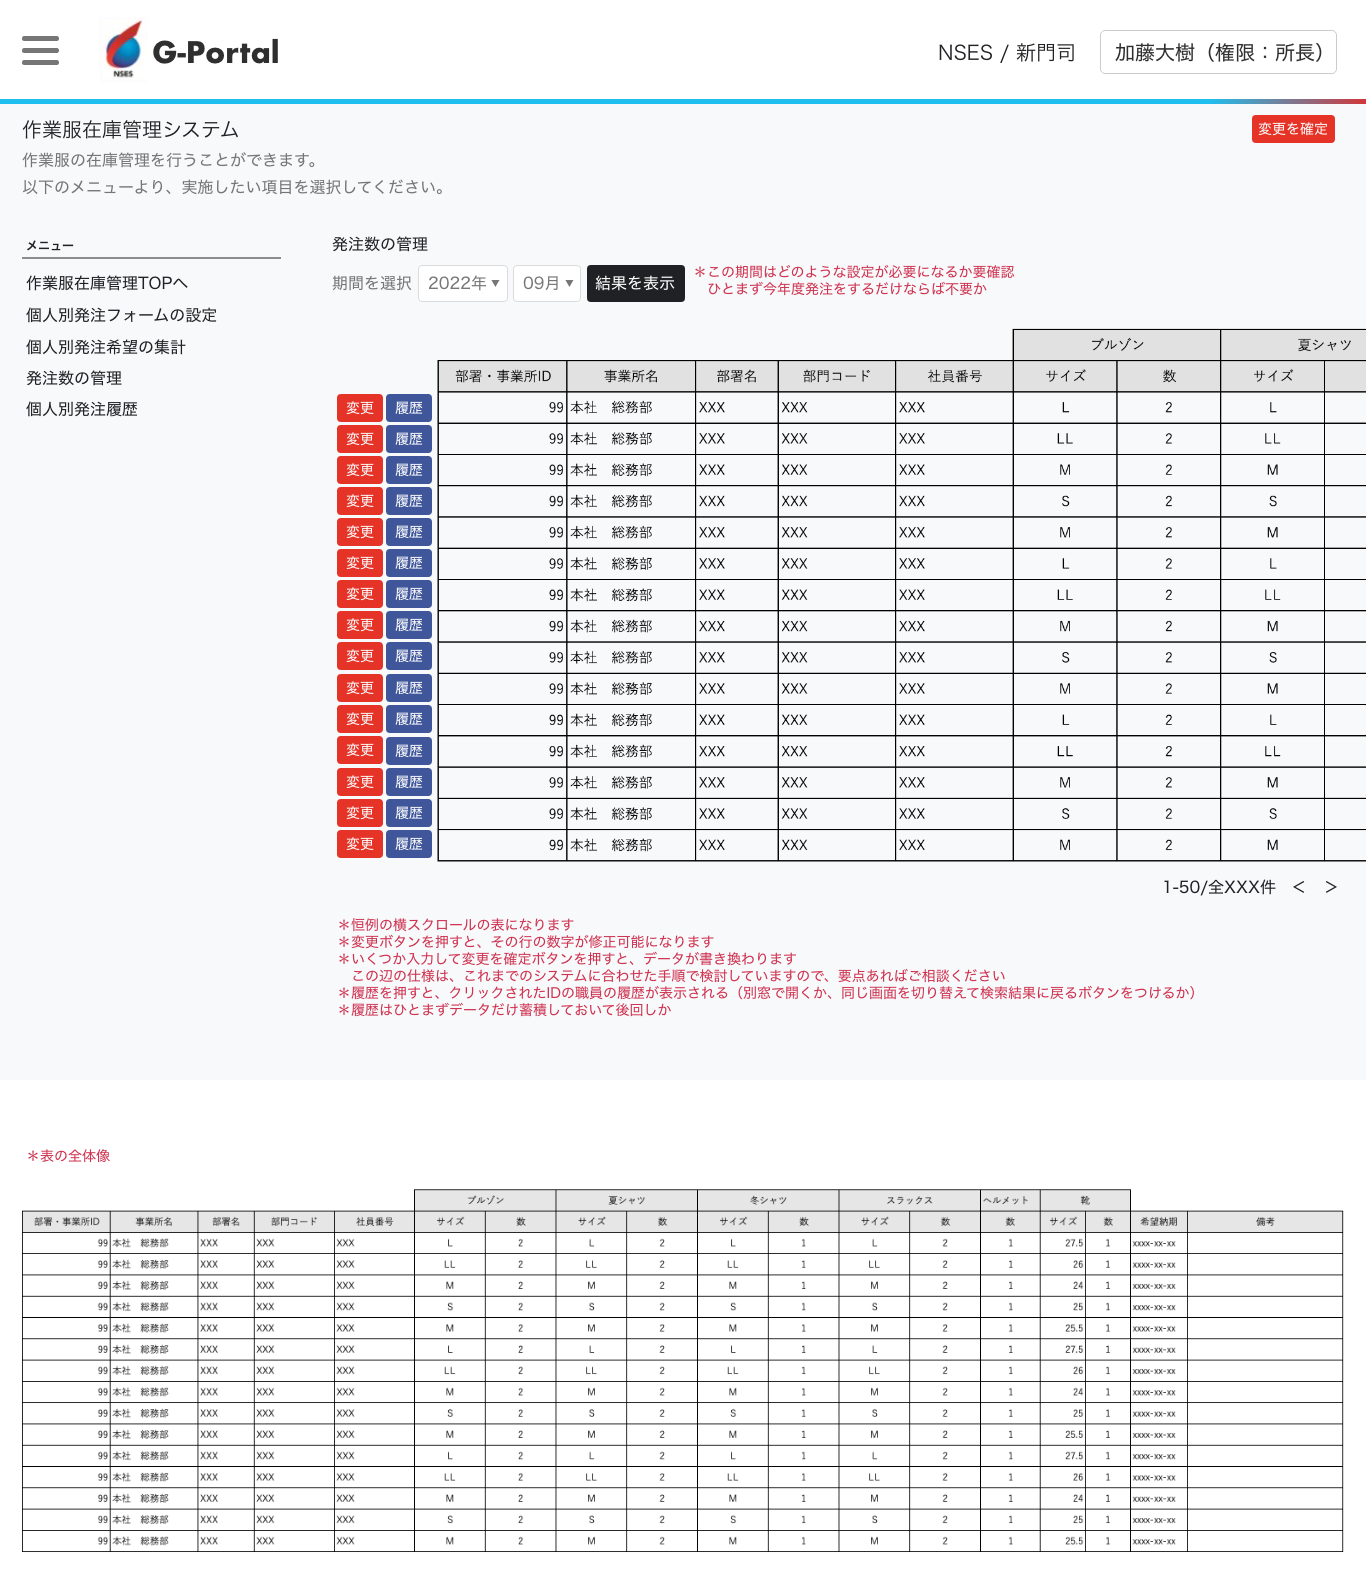 NSES
G-Portal
NSES / 新門司
加藤大樹（権限：所長）
作業服在庫管理システム
変更を確定
作業服の在庫管理を行うことができます。
以下のメニューより、実施したい項目を選択してください。
メニュー
作業服在庫管理TOPへ
個人別発注フォームの設定
個人別発注希望の集計
発注数の管理
個人別発注履歴
発注数の管理
期間を選択 2022年▼ 09月▼ 結果を表示
＊この期間はどのような設定が必要になるか要確認
ひとまず今年度発注をするだけならば不要か
ブルゾン 夏シャツ
部署・事業所ID 事業所名 部署名 部門コード 社員番号 サイズ 数 サイズ
変更 履歴 99 本社　総務部 XXX XXX XXX L 2 L
変更 履歴 99 本社　総務部 XXX XXX XXX LL 2 LL
変更 履歴 99 本社　総務部 XXX XXX XXX M 2 M
変更 履歴 99 本社　総務部 XXX XXX XXX S 2 S
変更 履歴 99 本社　総務部 XXX XXX XXX M 2 M
変更 履歴 99 本社　総務部 XXX XXX XXX L 2 L
変更 履歴 99 本社　総務部 XXX XXX XXX LL 2 LL
変更 履歴 99 本社　総務部 XXX XXX XXX M 2 M
変更 履歴 99 本社　総務部 XXX XXX XXX S 2 S
変更 履歴 99 本社　総務部 XXX XXX XXX M 2 M
変更 履歴 99 本社　総務部 XXX XXX XXX L 2 L
変更 履歴 99 本社　総務部 XXX XXX XXX LL 2 LL
変更 履歴 99 本社　総務部 XXX XXX XXX M 2 M
変更 履歴 99 本社　総務部 XXX XXX XXX S 2 S
変更 履歴 99 本社　総務部 XXX XXX XXX M 2 M
1-50/全XXX件 ＜ ＞
＊恒例の横スクロールの表になります
＊変更ボタンを押すと、その行の数字が修正可能になります
＊いくつか入力して変更を確定ボタンを押すと、データが書き換わります
この辺の仕様は、これまでのシステムに合わせた手順で検討していますので、要点あればご相談ください
＊履歴を押すと、クリックされたIDの職員の履歴が表示される（別窓で開くか、同じ画面を切り替えて検索結果に戻るボタンをつけるか）
＊履歴はひとまずデータだけ蓄積しておいて後回しか
＊表の全体像
ブルゾン 夏シャツ 冬シャツ スラックス ヘルメット 靴
部署・事業所ID 事業所名 部署名 部門コード 社員番号 サイズ 数 サイズ 数 サイズ 数 サイズ 数 数 サイズ 数 希望納期 備考
99 本社　総務部 XXX XXX XXX L 2 L 2 L 1 L 2 1 27.5 1 xxxx-xx-xx
99 本社　総務部 XXX XXX XXX LL 2 LL 2 LL 1 LL 2 1 26 1 xxxx-xx-xx
99 本社　総務部 XXX XXX XXX M 2 M 2 M 1 M 2 1 24 1 xxxx-xx-xx
99 本社　総務部 XXX XXX XXX S 2 S 2 S 1 S 2 1 25 1 xxxx-xx-xx
99 本社　総務部 XXX XXX XXX M 2 M 2 M 1 M 2 1 25.5 1 xxxx-xx-xx
99 本社　総務部 XXX XXX XXX L 2 L 2 L 1 L 2 1 27.5 1 xxxx-xx-xx
99 本社　総務部 XXX XXX XXX LL 2 LL 2 LL 1 LL 2 1 26 1 xxxx-xx-xx
99 本社　総務部 XXX XXX XXX M 2 M 2 M 1 M 2 1 24 1 xxxx-xx-xx
99 本社　総務部 XXX XXX XXX S 2 S 2 S 1 S 2 1 25 1 xxxx-xx-xx
99 本社　総務部 XXX XXX XXX M 2 M 2 M 1 M 2 1 25.5 1 xxxx-xx-xx
99 本社　総務部 XXX XXX XXX L 2 L 2 L 1 L 2 1 27.5 1 xxxx-xx-xx
99 本社　総務部 XXX XXX XXX LL 2 LL 2 LL 1 LL 2 1 26 1 xxxx-xx-xx
99 本社　総務部 XXX XXX XXX M 2 M 2 M 1 M 2 1 24 1 xxxx-xx-xx
99 本社　総務部 XXX XXX XXX S 2 S 2 S 1 S 2 1 25 1 xxxx-xx-xx
99 本社　総務部 XXX XXX XXX M 2 M 2 M 1 M 2 1 25.5 1 xxxx-xx-xx